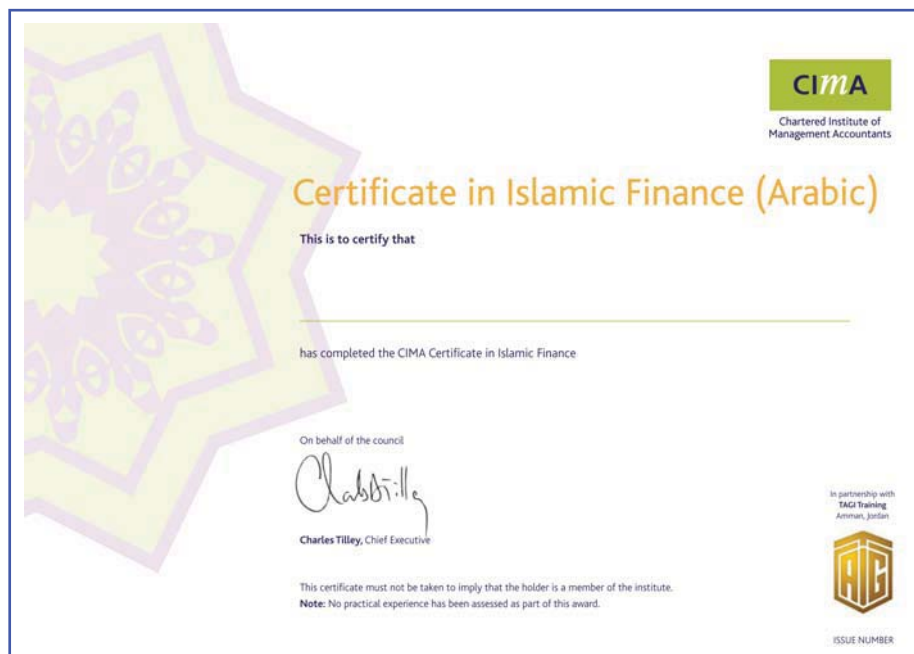 CIMA
Chartered Institute of
Management Accountants
Certificate in Islamic Finance (Arabic)
This is to certify that
has completed the CIMA Certificate in Islamic Finance
On behalf of the council
Charles Tilley, Chief Executive
In partnership with
TAGI Training
Amman, Jordan
This certificate must not be taken to imply that the holder is a member of the institute.
Note: No practical experience has been assessed as part of this award.
ISSUE NUMBER